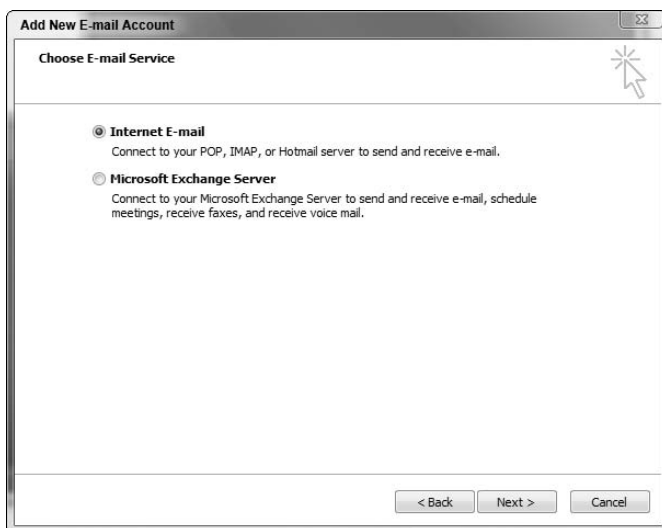 Add New E-mail Account
Choose E-mail Service
Internet E-mail
Connect to your POP, IMAP, or Hotmail server to send and receive e-mail.
Microsoft Exchange Server
Connect to your Microsoft Exchange Server to send and receive e-mail, schedule
meetings, receive faxes, and receive voice mail.
< Back Next > Cancel